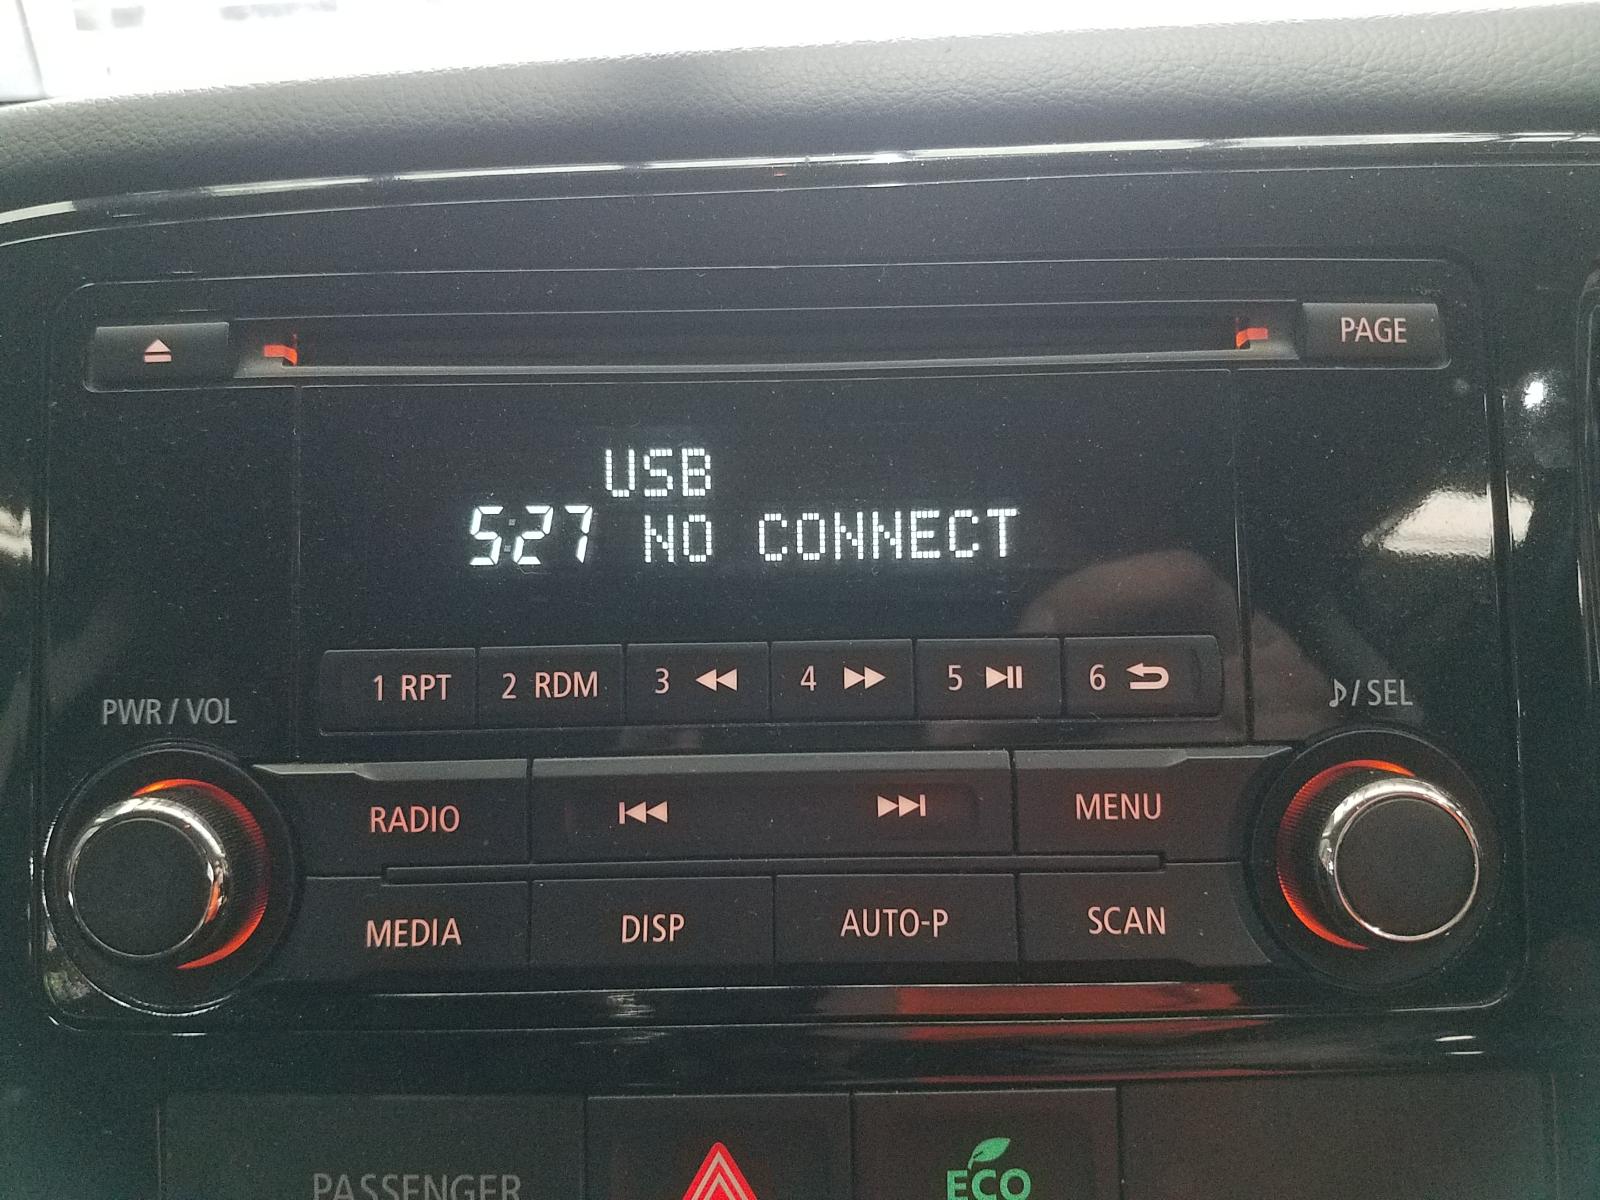 PAGE
USB
5:27 NO CONNECT
1 RPT 2 RDM 3 4 5 6
PWR / VOL
/ SEL
RADIO
MENU
MEDIA DISP AUTO-P SCAN
PASSENGER
ECO